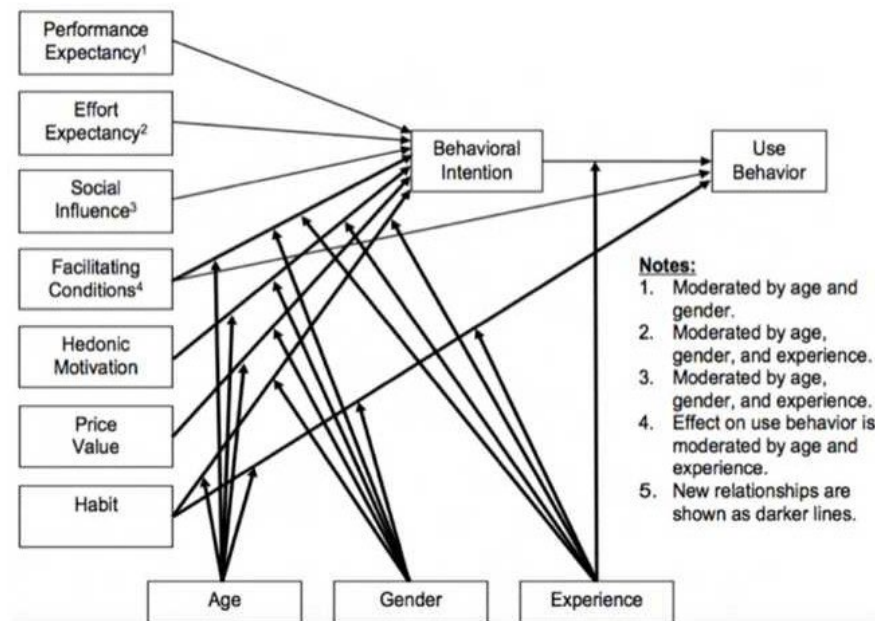 Performance
Expectancy¹
Effort
Expectancy²
Social
Influence³
Facilitating
Conditions⁴
Hedonic
Motivation
Price
Value
Habit
Behavioral
Intention
Use
Behavior
Notes:
1. Moderated by age and
gender.
2. Moderated by age,
gender, and experience.
3. Moderated by age,
gender, and experience.
4. Effect on use behavior is
moderated by age and
experience.
5. New relationships are
shown as darker lines.
Age
Gender
Experience